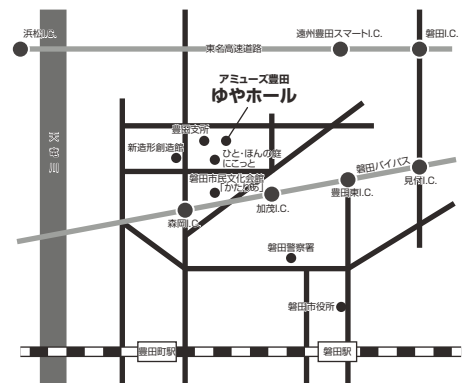 浜松I.C.
遠州豊田スマートI.C.
磐田I.C.
東名高速道路
アミューズ豊田
ゆやホール
豊田支所
新造形創造館
ひと・ほんの庭
にこっと
磐田市民文化会館
「かたりあ」
天竜川
磐田バイパス
見付I.C.
豊田東I.C.
加茂I.C.
森岡I.C.
磐田警察署
磐田市役所
豊田町駅
磐田駅